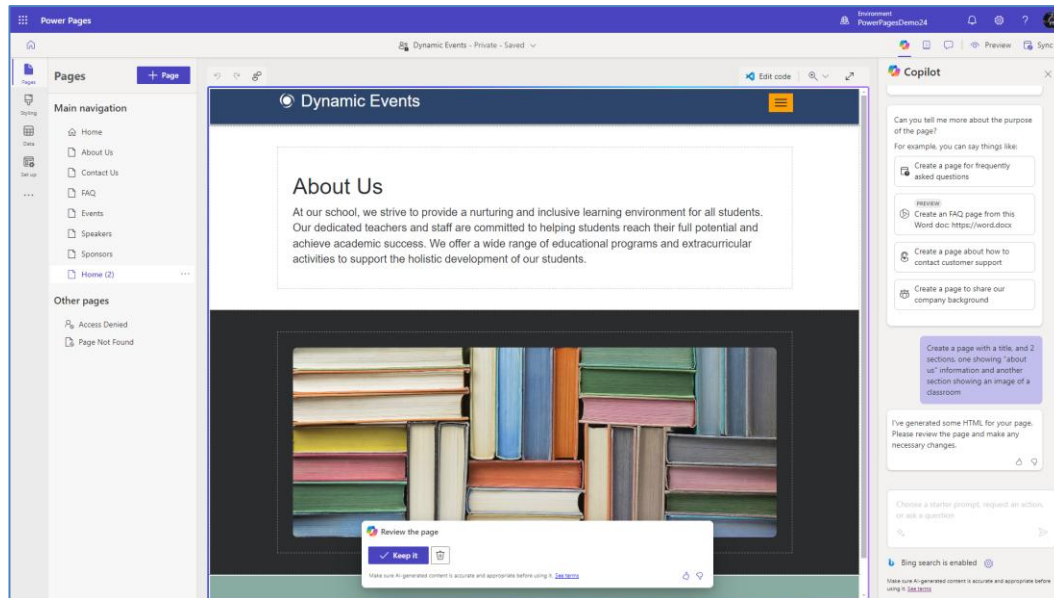 Power Pages
Environment
PowerPagesDemo24
?
Dynamic Events - Private - Saved
Preview
Sync
Pages
Styling
Data
Set up
...
Pages
+ Page
Main navigation
Home
About Us
Contact Us
FAQ
Events
Speakers
Sponsors
Home (2)
...
Other pages
Access Denied
Page Not Found
Edit code
Dynamic Events
About Us
At our school, we strive to provide a nurturing and inclusive learning environment for all students.
Our dedicated teachers and staff are committed to helping students reach their full potential and
achieve academic success. We offer a wide range of educational programs and extracurricular
activities to support the holistic development of our students.
Review the page
Keep it
Make sure AI-generated content is accurate and appropriate before using it. See terms
Copilot
Can you tell me more about the purpose
of the page?
For example, you can say things like:
Create a page for frequently
asked questions
PREVIEW
Create an FAQ page from this
Word doc: https://word.docx
Create a page about how to
contact customer support
Create a page to share our
company background
Create a page with a title, and 2
sections, one showing "about
us" information and another
section showing an image of a
classroom
I've generated some HTML for your page.
Please review the page and make any
necessary changes.
Choose a starter prompt, request an action,
or ask a question
Bing search is enabled
Make sure AI-generated content is accurate and appropriate before
using it. See terms